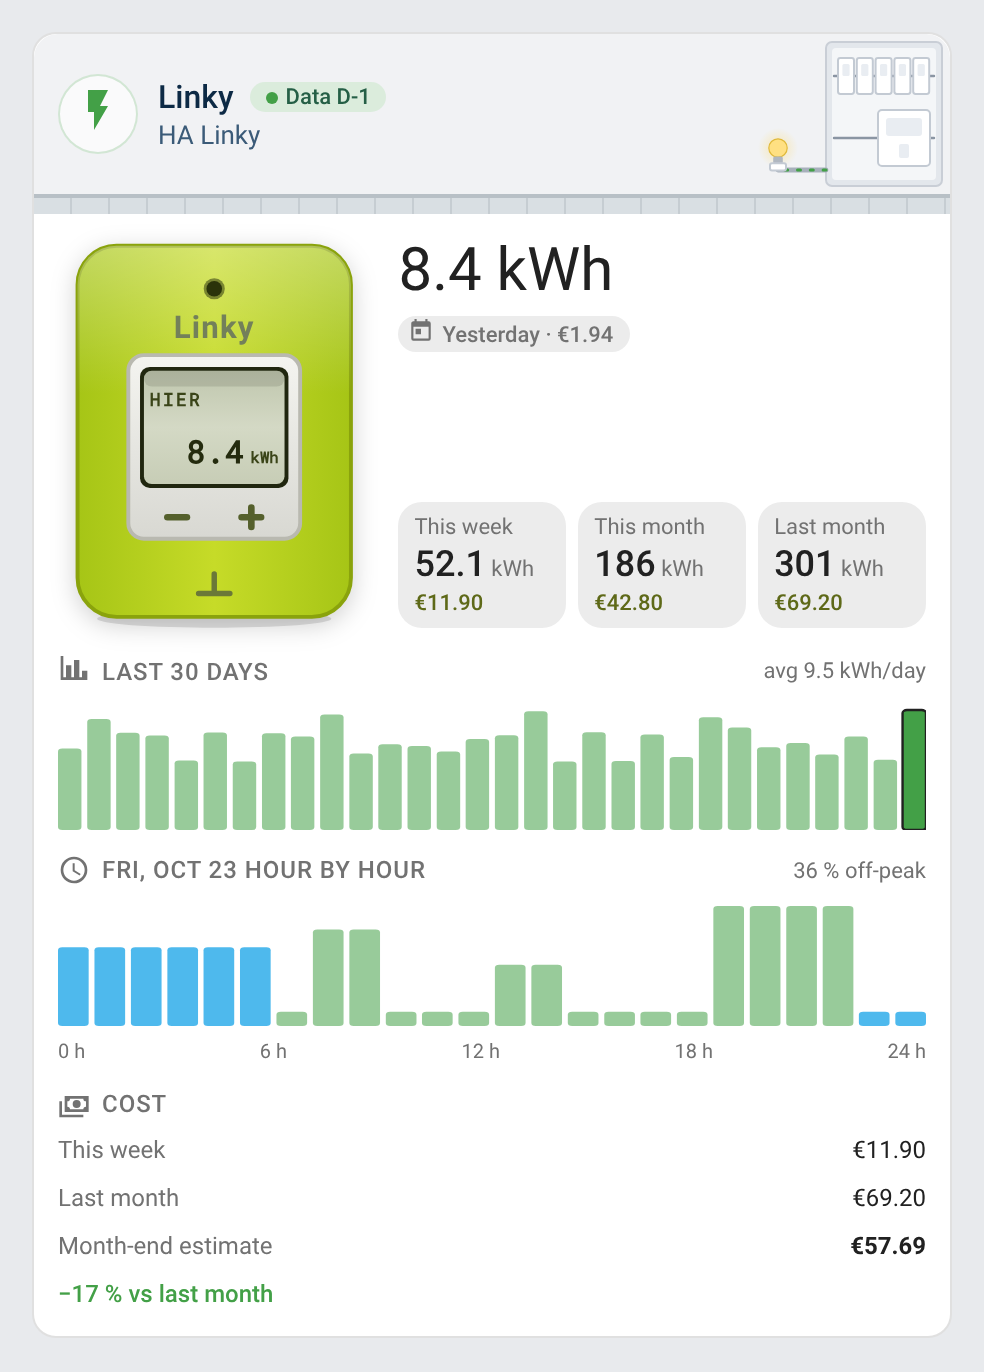 Linky
Data D-1
HA Linky
Linky
HIER
8.4 kWh
8.4 kWh
Yesterday · €1.94
This week
52.1 kWh
€11.90
This month
186 kWh
€42.80
Last month
301 kWh
€69.20
LAST 30 DAYS
avg 9.5 kWh/day
FRI, OCT 23 HOUR BY HOUR
36 % off-peak
0 h 6 h 12 h 18 h 24 h
COST
This week €11.90
Last month €69.20
Month-end estimate €57.69
−17 % vs last month